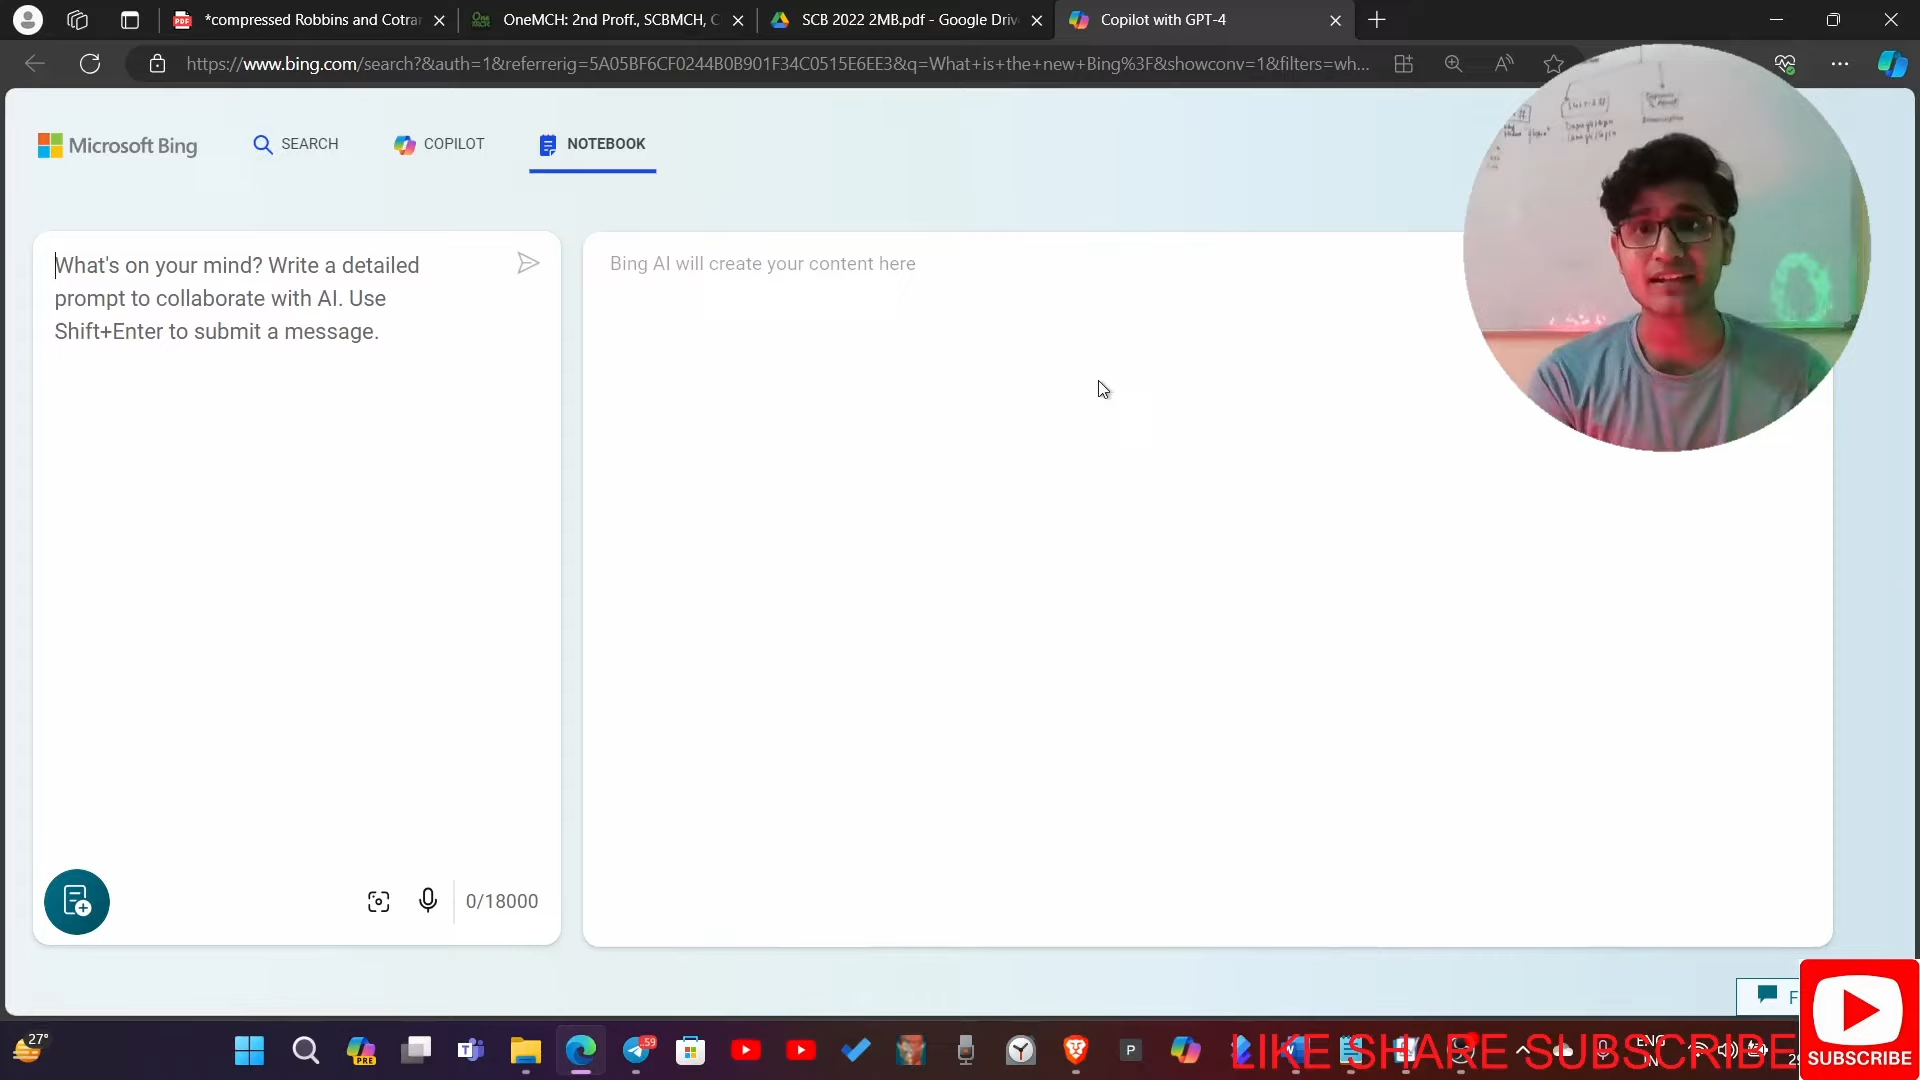 *compressed Robbins and Cotra
OneMCH: 2nd Proff., SCBMCH, C
SCB 2022 2MB.pdf - Google Driv
Copilot with GPT-4
https://www.bing.com/search?&auth=1&referrerig=5A05BF6CF0244B0B901F34C0515E6EE3&q=What+is+the+new+Bing%3F&showconv=1&filters=wh...
Microsoft Bing
SEARCH
COPILOT
NOTEBOOK
What's on your mind? Write a detailed
prompt to collaborate with AI. Use
Shift+Enter to submit a message.
Bing AI will create your content here
0/18000
F
27°
PRE
59
P
LIKE SHARE SUBSCRIBE
ENG
SUBSCRIBE